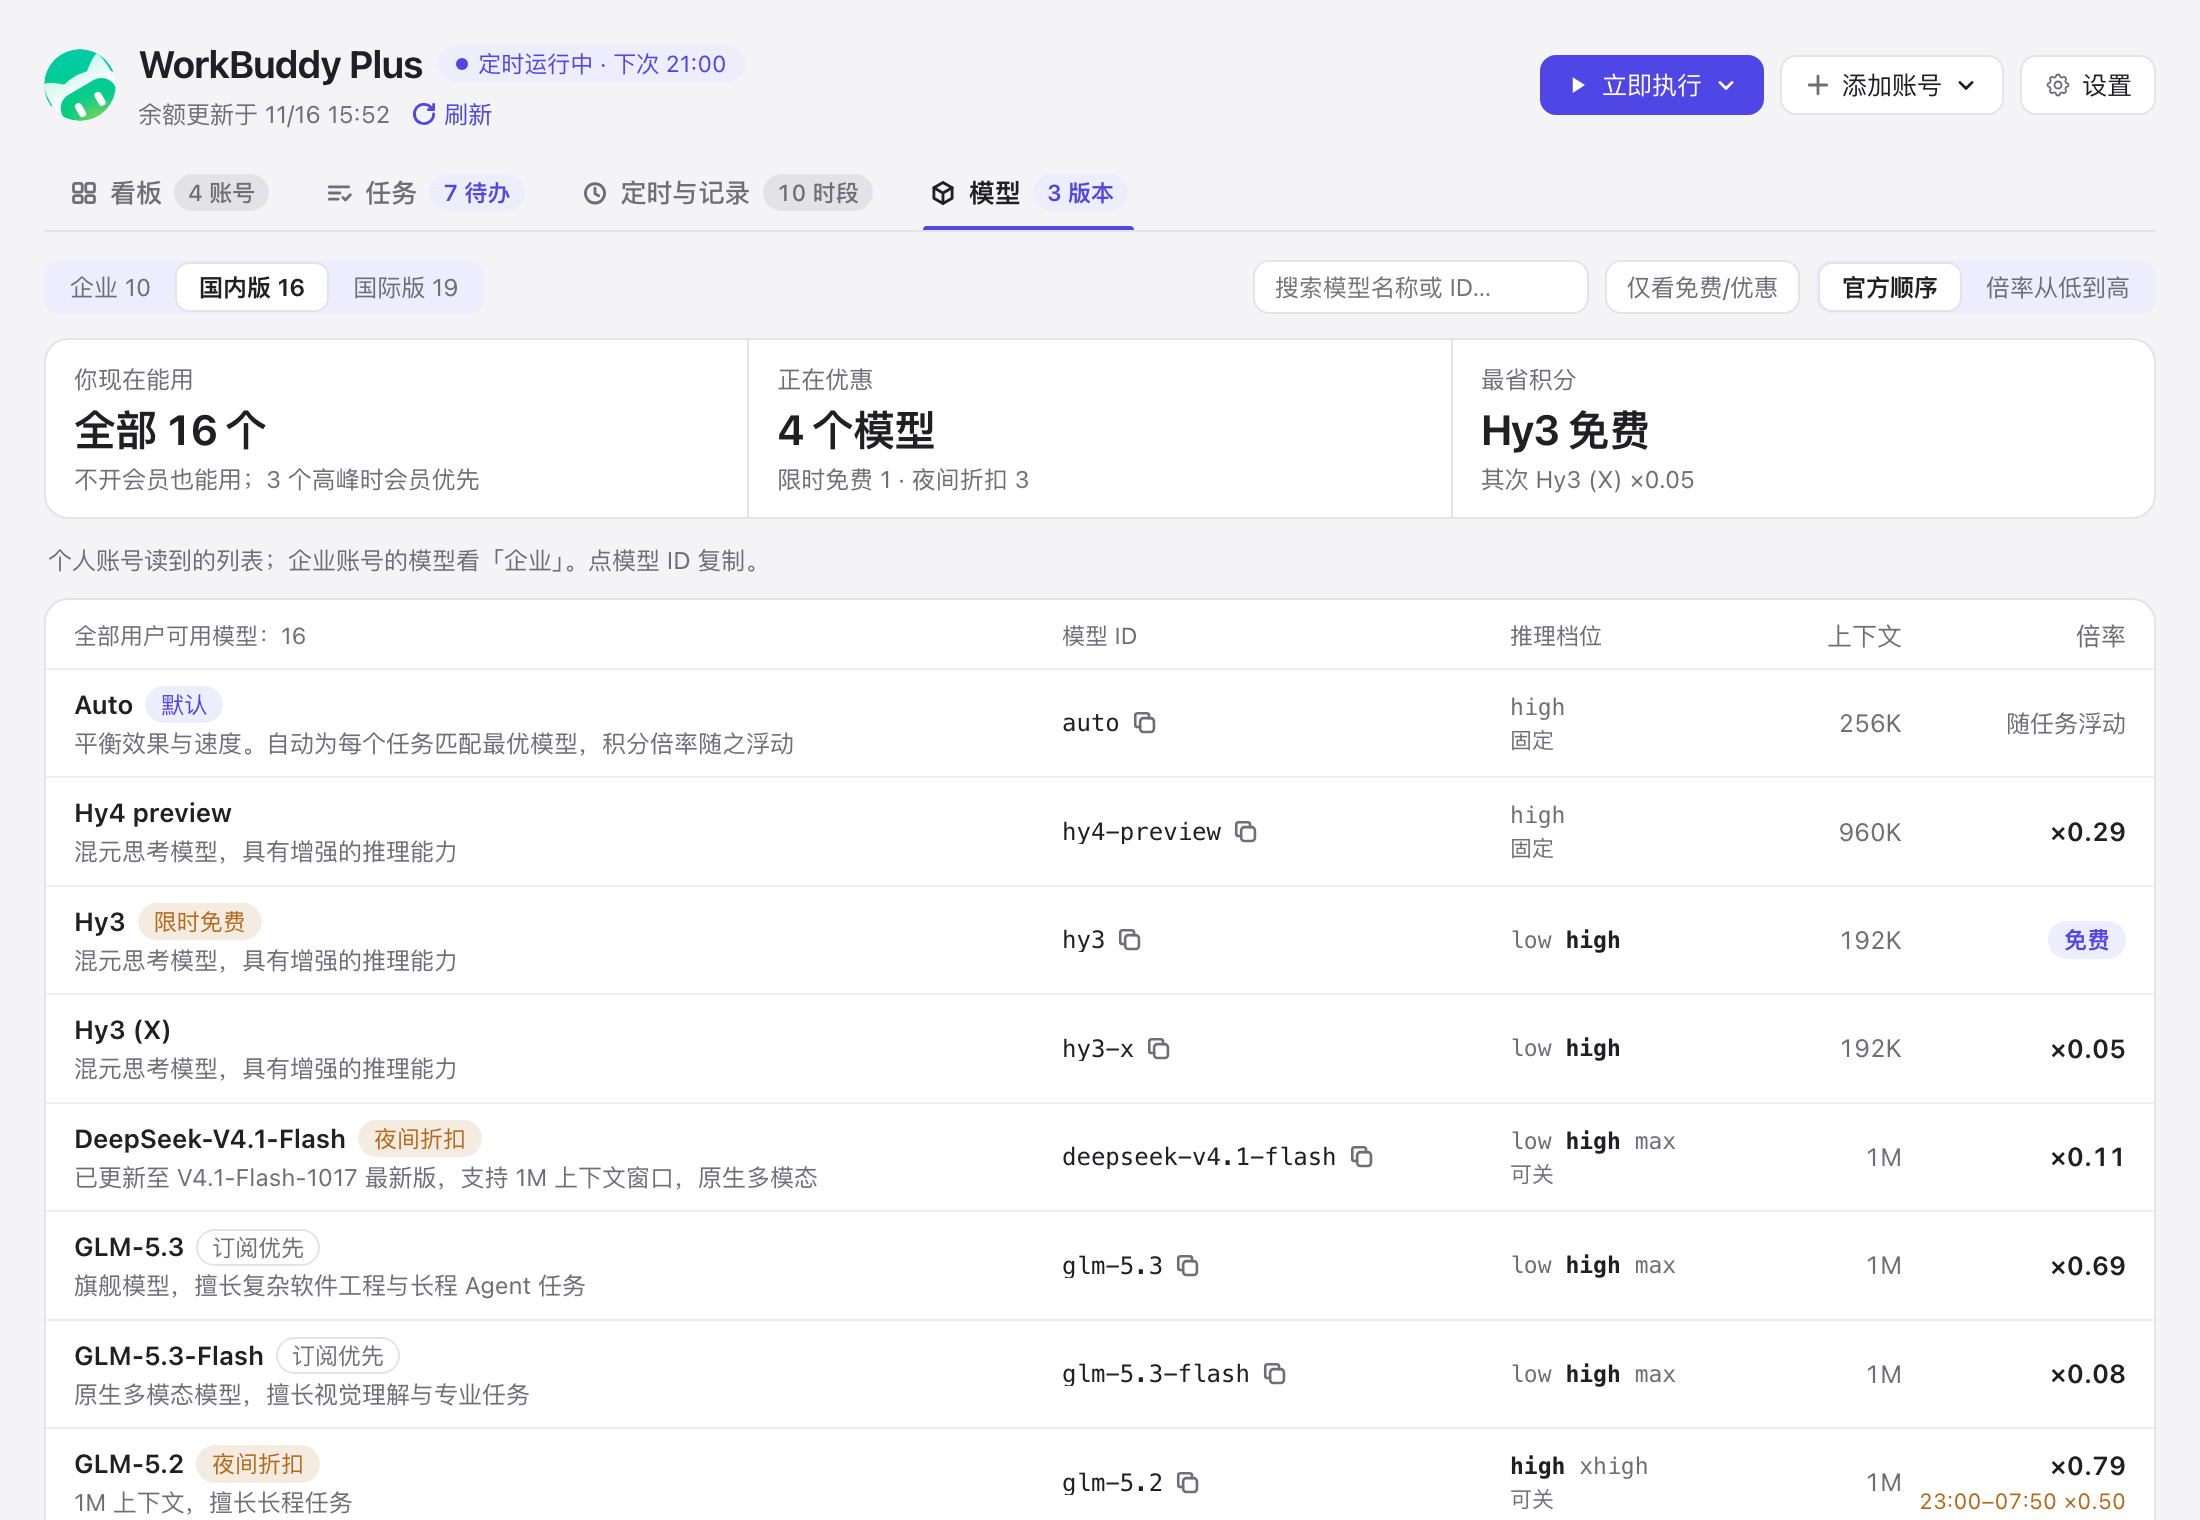 WorkBuddy Plus 定时运行中 · 下次 21:00
余额更新于 11/16 15:52 刷新
立即执行 添加账号 设置
看板 4 账号 任务 7 待办 定时与记录 10 时段 模型 3 版本
企业 10 国内版 16 国际版 19 搜索模型名称或 ID... 仅看免费/优惠 官方顺序 倍率从低到高
你现在能用
全部 16 个
不开会员也能用；3 个高峰时会员优先
正在优惠
4 个模型
限时免费 1 · 夜间折扣 3
最省积分
Hy3 免费
其次 Hy3 (X) ×0.05
个人账号读到的列表；企业账号的模型看「企业」。点模型 ID 复制。
全部用户可用模型：16 模型 ID 推理档位 上下文 倍率
Auto 默认
平衡效果与速度。自动为每个任务匹配最优模型，积分倍率随之浮动
auto
high
固定
256K
随任务浮动
Hy4 preview
混元思考模型，具有增强的推理能力
hy4-preview
high
固定
960K
×0.29
Hy3 限时免费
混元思考模型，具有增强的推理能力
hy3
low high
192K
免费
Hy3 (X)
混元思考模型，具有增强的推理能力
hy3-x
low high
192K
×0.05
DeepSeek-V4.1-Flash 夜间折扣
已更新至 V4.1-Flash-1017 最新版，支持 1M 上下文窗口，原生多模态
deepseek-v4.1-flash
low high max
可关
1M
×0.11
GLM-5.3 订阅优先
旗舰模型，擅长复杂软件工程与长程 Agent 任务
glm-5.3
low high max
1M
×0.69
GLM-5.3-Flash 订阅优先
原生多模态模型，擅长视觉理解与专业任务
glm-5.3-flash
low high max
1M
×0.08
GLM-5.2 夜间折扣
1M 上下文，擅长长程任务
glm-5.2
high xhigh
可关
1M
×0.79
23:00–07:50 ×0.50